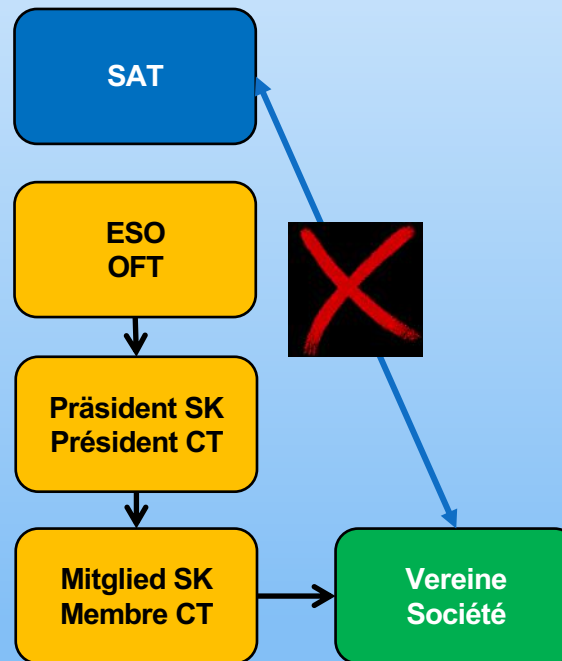 SAT
ESO
OFT
Präsident SK
Président CT
Mitglied SK
Membre CT
Vereine
Société